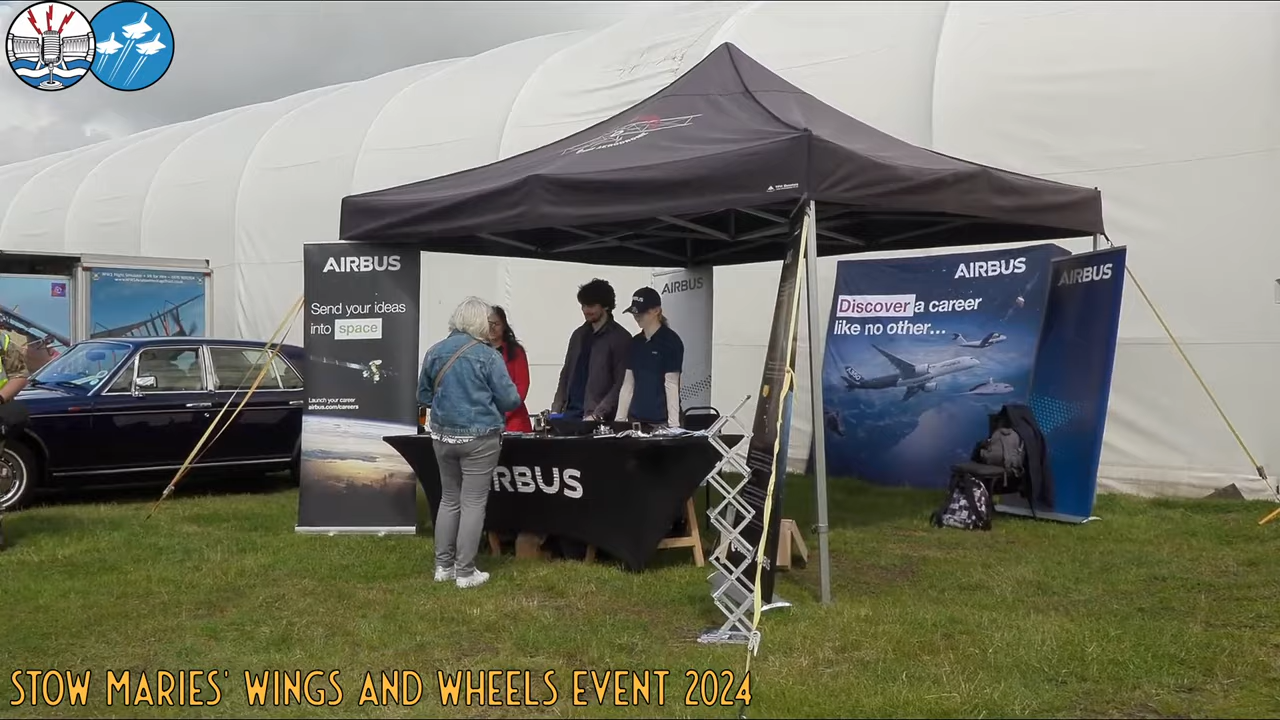 AIRBUS
Send your ideas
into space
Launch your career
airbus.com/careers
AIRBUS
AIRBUS
Discover a career
like no other...
AIRBUS
RBUS
STOW MARIES' WINGS AND WHEELS EVENT 2024